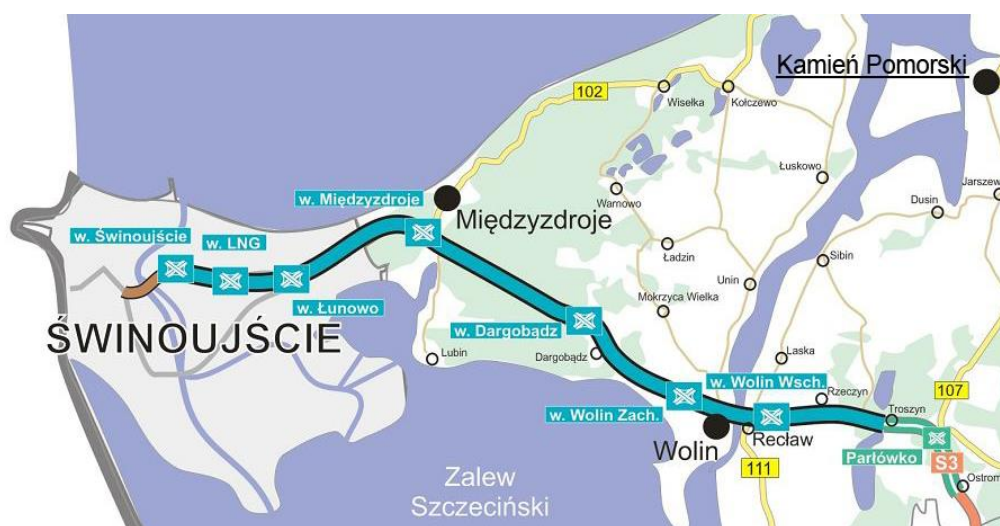 Kamień Pomorski
102
Wisełka
Kołczewo
Łuskowo
Jarszew
w. Międzyzdroje
Warnowo
Dusin
Międzyzdroje
w. Świnoujście
w. LNG
Ładzin
Sibin
Unin
Mokrzyca Wielka
w. Łunowo
ŚWINOUJŚCIE
w. Dargobądz
Lubin
Dargobądz
Laska
w. Wolin Wsch.
Rzeczyn
107
w. Wolin Zach.
Troszyn
Wolin
Recław
Parłówko
S3
111
Zalew
Szczeciński
Ostrom